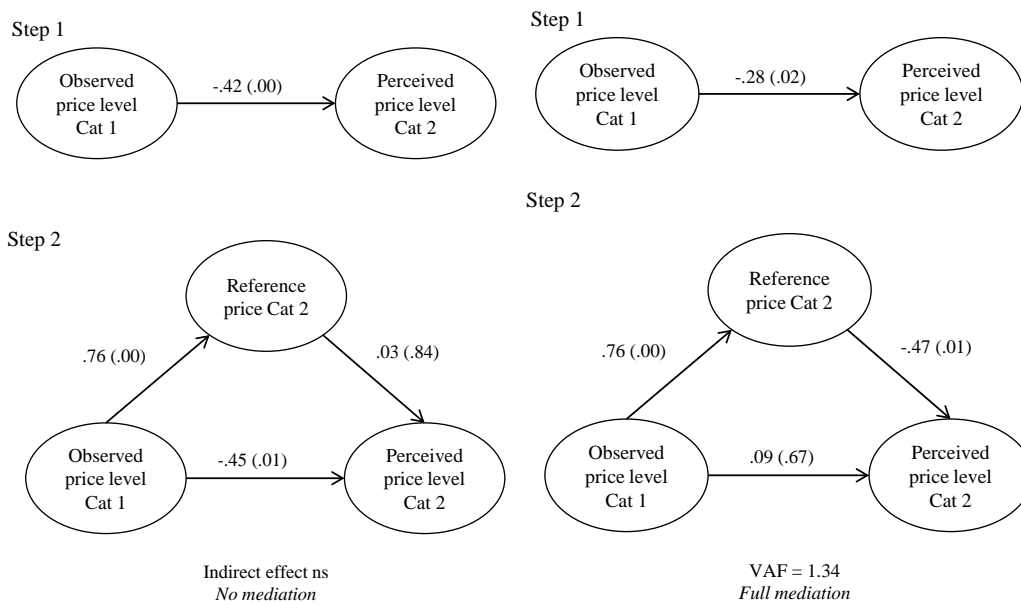 Step 1
Observed
price level
Cat 1
-.42 (.00)
Perceived
price level
Cat 2
Step 2
Reference
price Cat 2
.76 (.00)
.03 (.84)
Observed
price level
Cat 1
-.45 (.01)
Perceived
price level
Cat 2
Indirect effect ns
No mediation
Step 1
Observed
price level
Cat 1
-.28 (.02)
Perceived
price level
Cat 2
Step 2
Reference
price Cat 2
.76 (.00)
-.47 (.01)
Observed
price level
Cat 1
.09 (.67)
Perceived
price level
Cat 2
VAF = 1.34
Full mediation